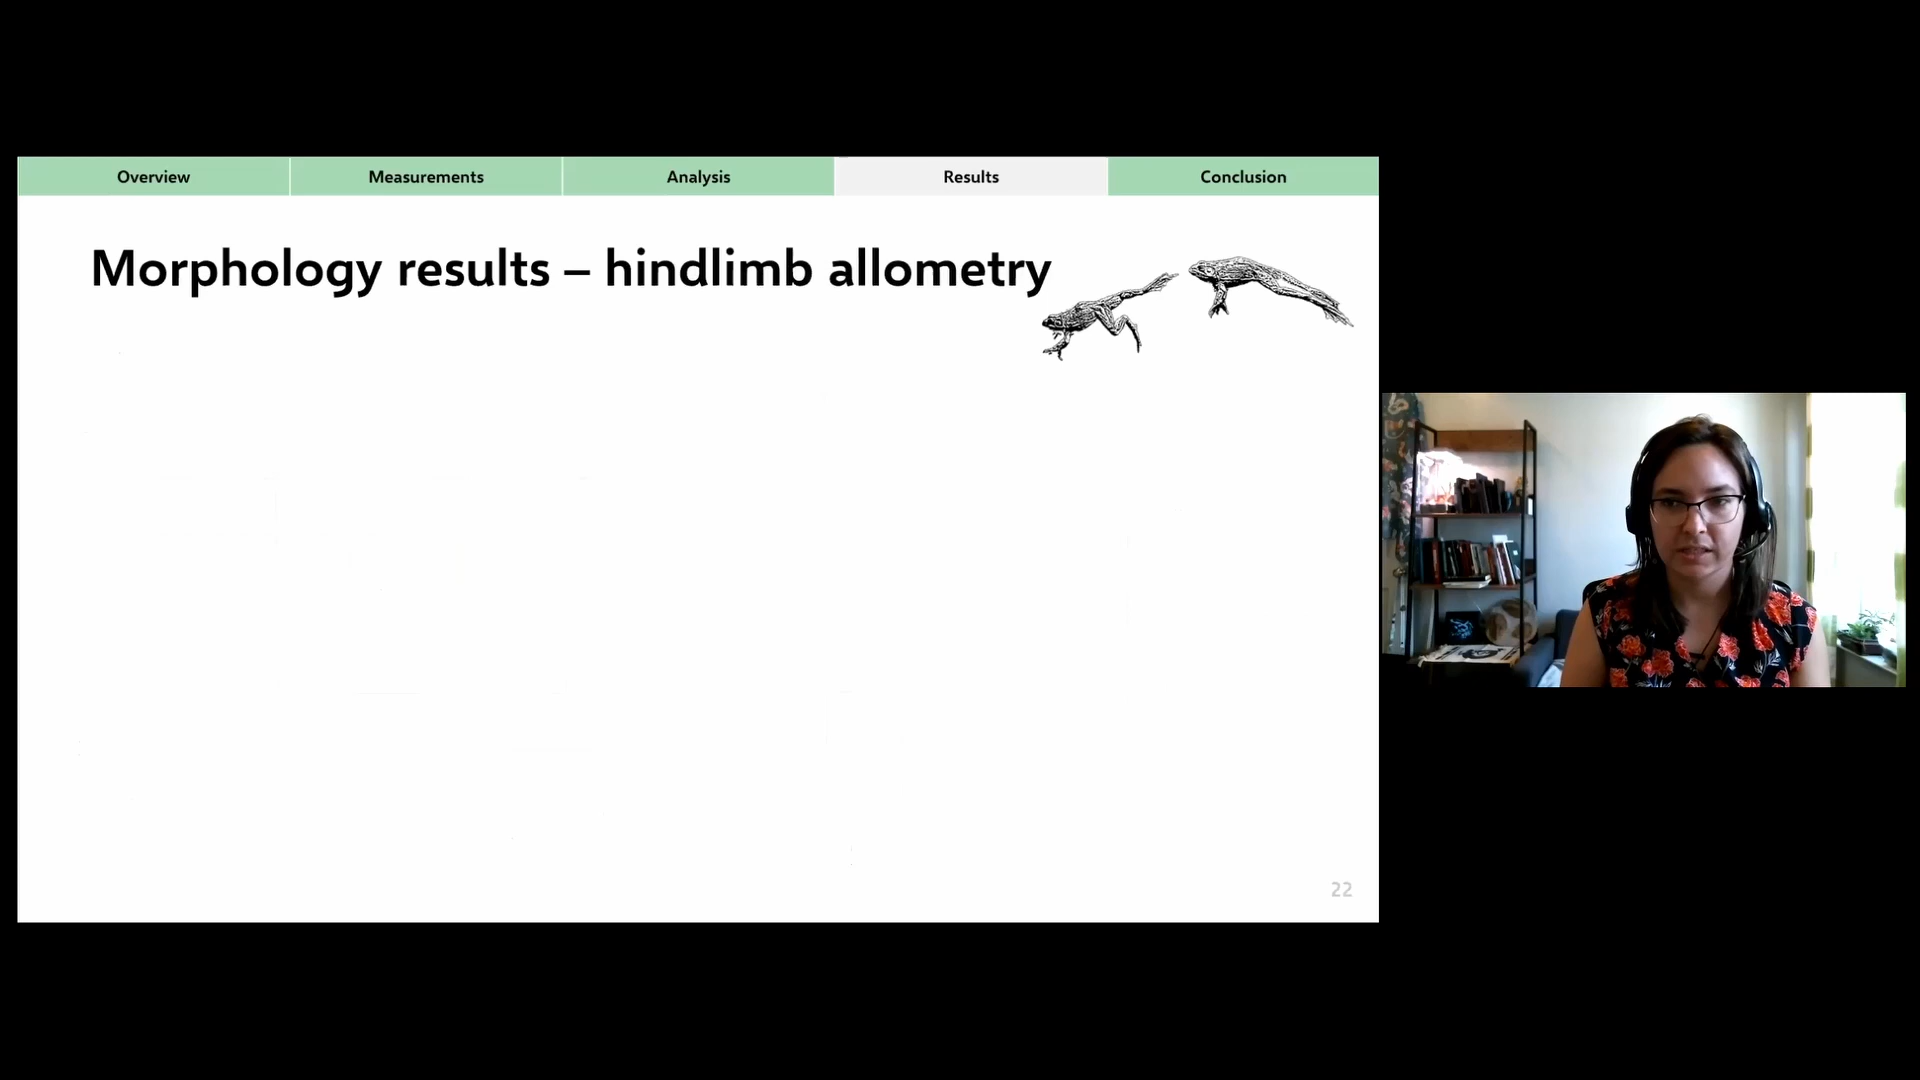 Overview Measurements Analysis Results Conclusion
Morphology results – hindlimb allometry
22